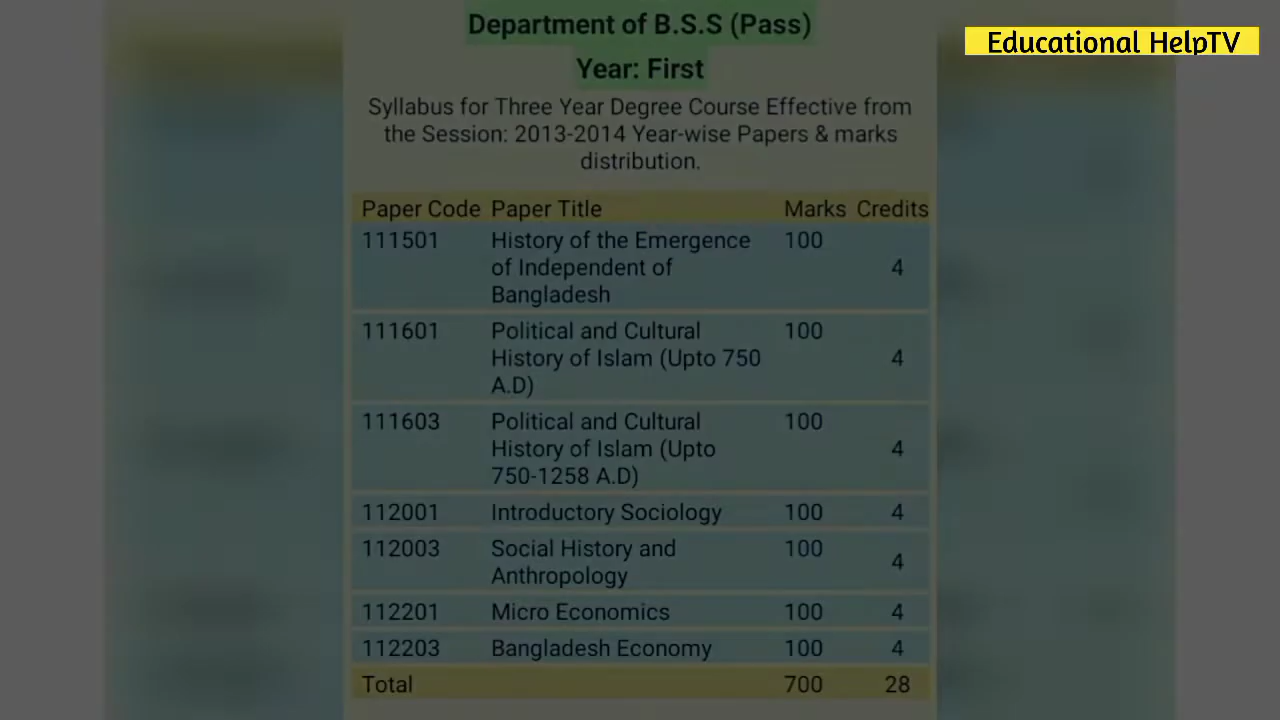 Educational HelpTV
Department of B.S.S (Pass)
Year: First
Syllabus for Three Year Degree Course Effective from
the Session: 2013-2014 Year-wise Papers & marks
distribution.
Paper Code Paper Title Marks Credits
111501 History of the Emergence 100
of Independent of 4
Bangladesh
111601 Political and Cultural 100
History of Islam (Upto 750 4
A.D)
111603 Political and Cultural 100
History of Islam (Upto 4
750-1258 A.D)
112001 Introductory Sociology 100 4
112003 Social History and 100
Anthropology 4
112201 Micro Economics 100 4
112203 Bangladesh Economy 100 4
Total 700 28